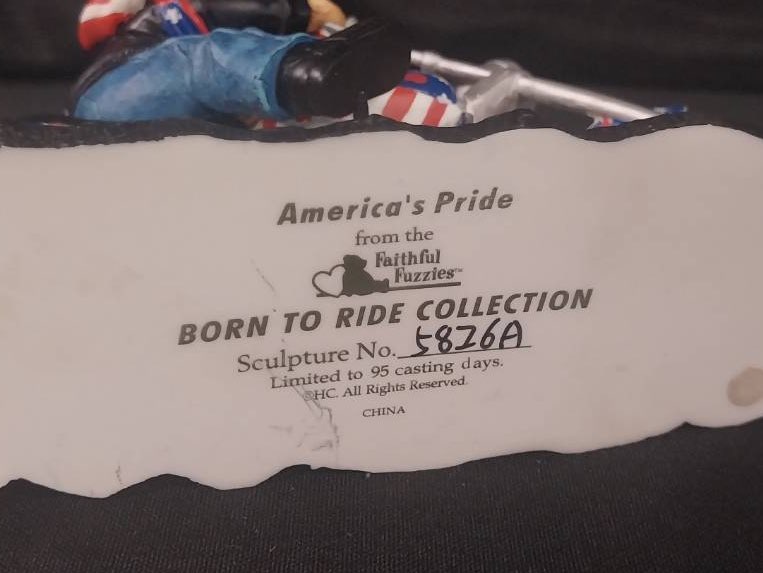 America's Pride
from the
Faithful
Fuzzies™
BORN TO RIDE COLLECTION
Sculpture No. 5826A
Limited to 95 casting days.
©HC. All Rights Reserved.
CHINA